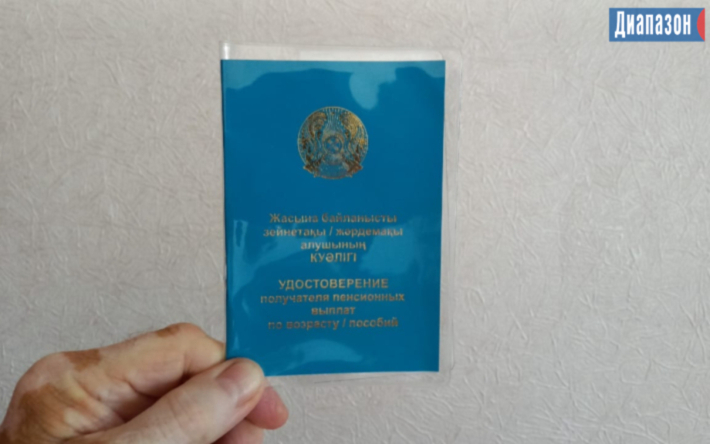 Диапазон
Жасына байланысты
зейнетақы / жәрдемақы
алушының
КУӘЛІГІ
УДОСТОВЕРЕНИЕ
получателя пенсионных
выплат
по возрасту / пособий